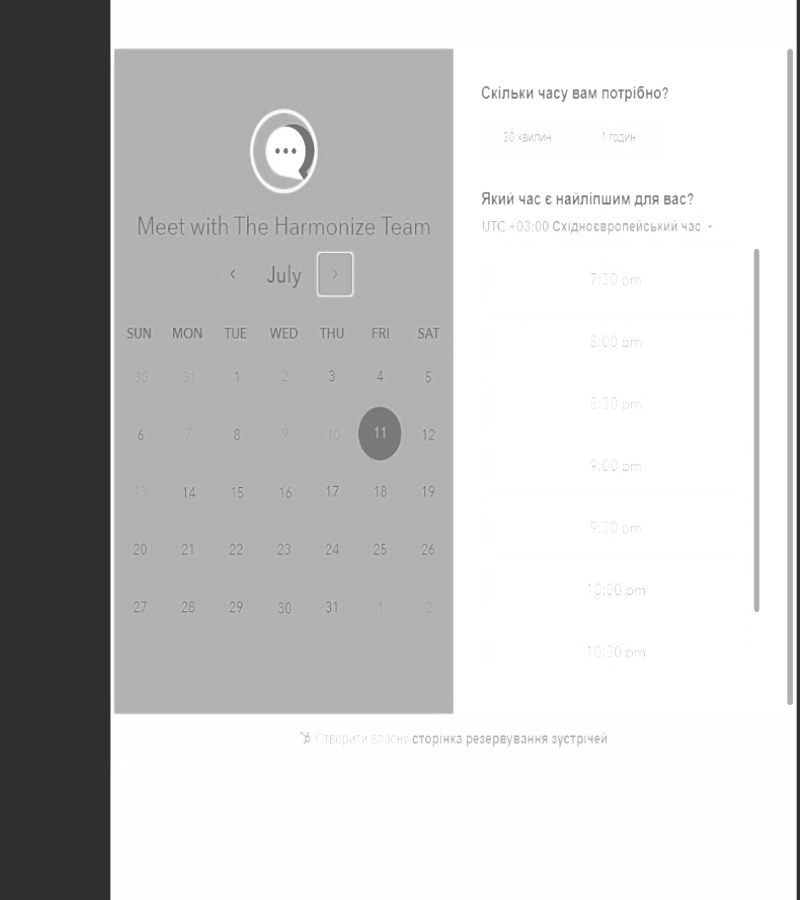 Meet with The Harmonize Team
July
SUN MON TUE WED THU FRI SAT
30 31 1 2 3 4 5
6 7 8 9 10 11 12
13 14 15 16 17 18 19
20 21 22 23 24 25 26
27 28 29 30 31 1 2
Скільки часу вам потрібно?
30 хвилин 1 годин
Який час є найліпшим для вас?
UTC +03:00 Східноєвропейський час
7:30 pm
8:00 pm
8:30 pm
9:00 pm
9:30 pm
10:00 pm
10:30 pm
Створити власну сторінка резервування зустрічей